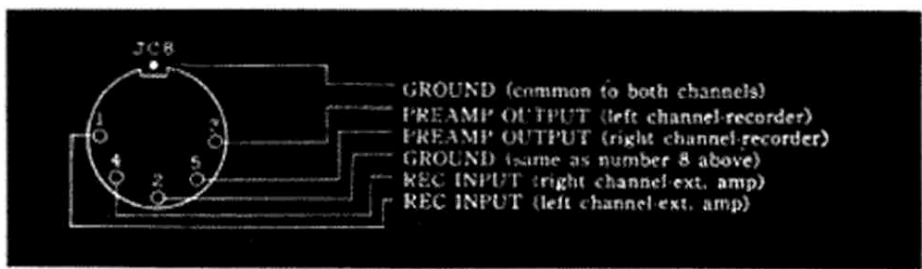 JC8
GROUND (common to both channels)
1
3
PREAMP OUTPUT (left channel-recorder)
PREAMP OUTPUT (right channel-recorder)
4
5
GROUND (same as number 8 above)
2
REC INPUT (right channel-ext. amp)
REC INPUT (left channel-ext. amp)